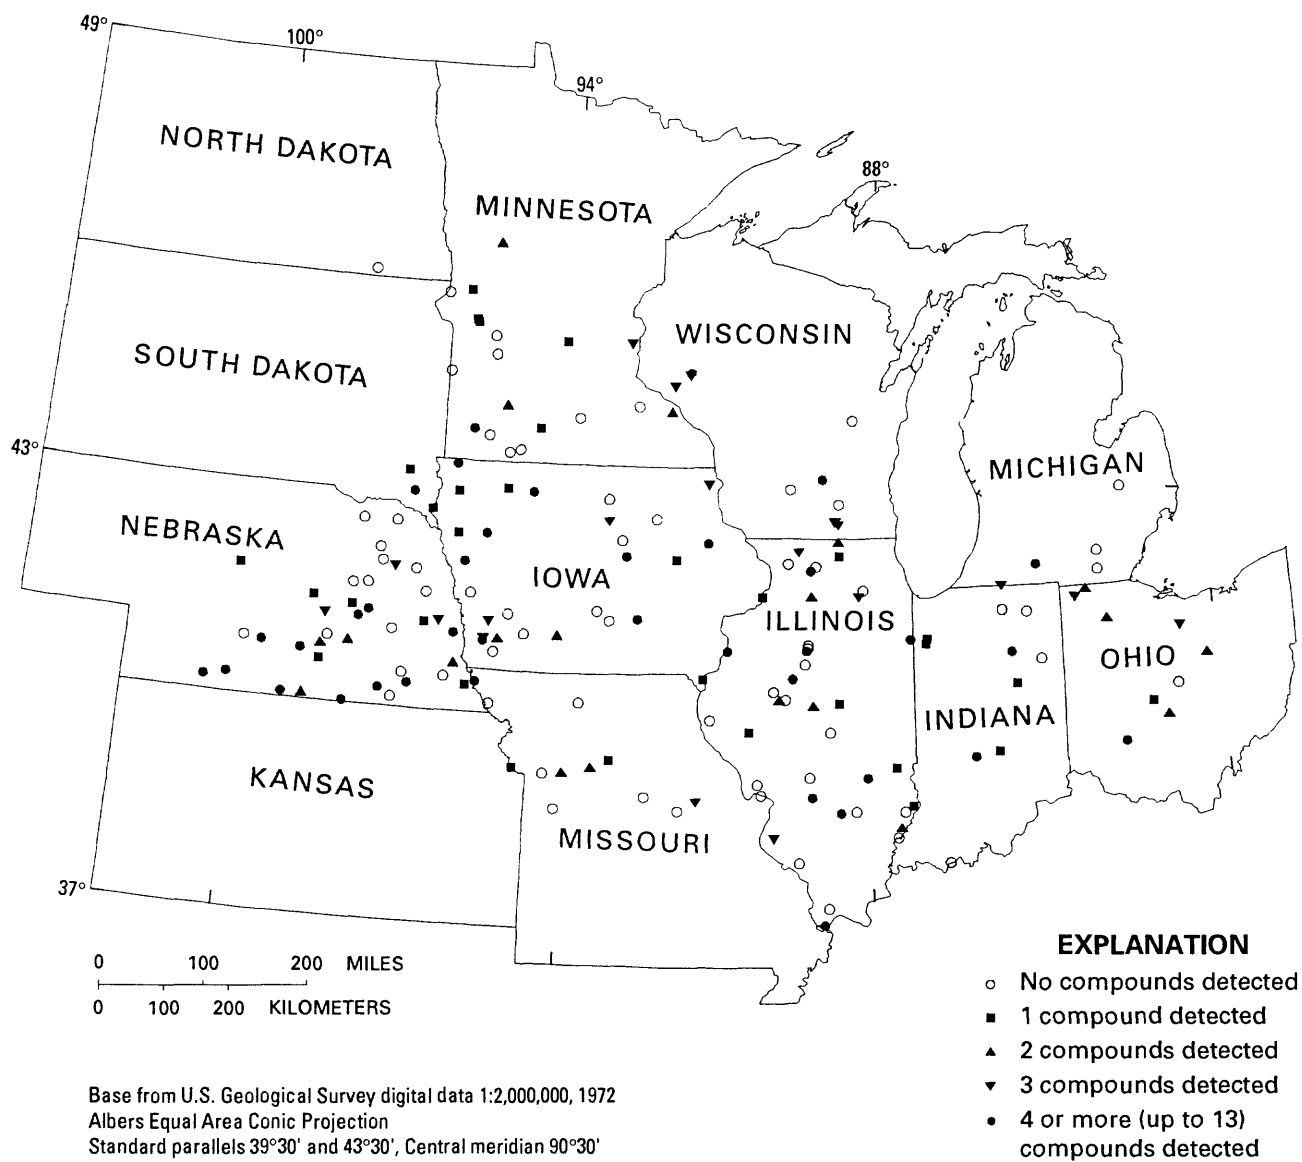 49°
100°
94°
88°
NORTH DAKOTA
MINNESOTA
SOUTH DAKOTA
WISCONSIN
43°
MICHIGAN
NEBRASKA
IOWA
ILLINOIS
OHIO
INDIANA
KANSAS
MISSOURI
37°
0 100 200 MILES
0 100 200 KILOMETERS
EXPLANATION
No compounds detected
1 compound detected
2 compounds detected
3 compounds detected
4 or more (up to 13)
compounds detected
Base from U.S. Geological Survey digital data 1:2,000,000, 1972
Albers Equal Area Conic Projection
Standard parallels 39°30' and 43°30', Central meridian 90°30'